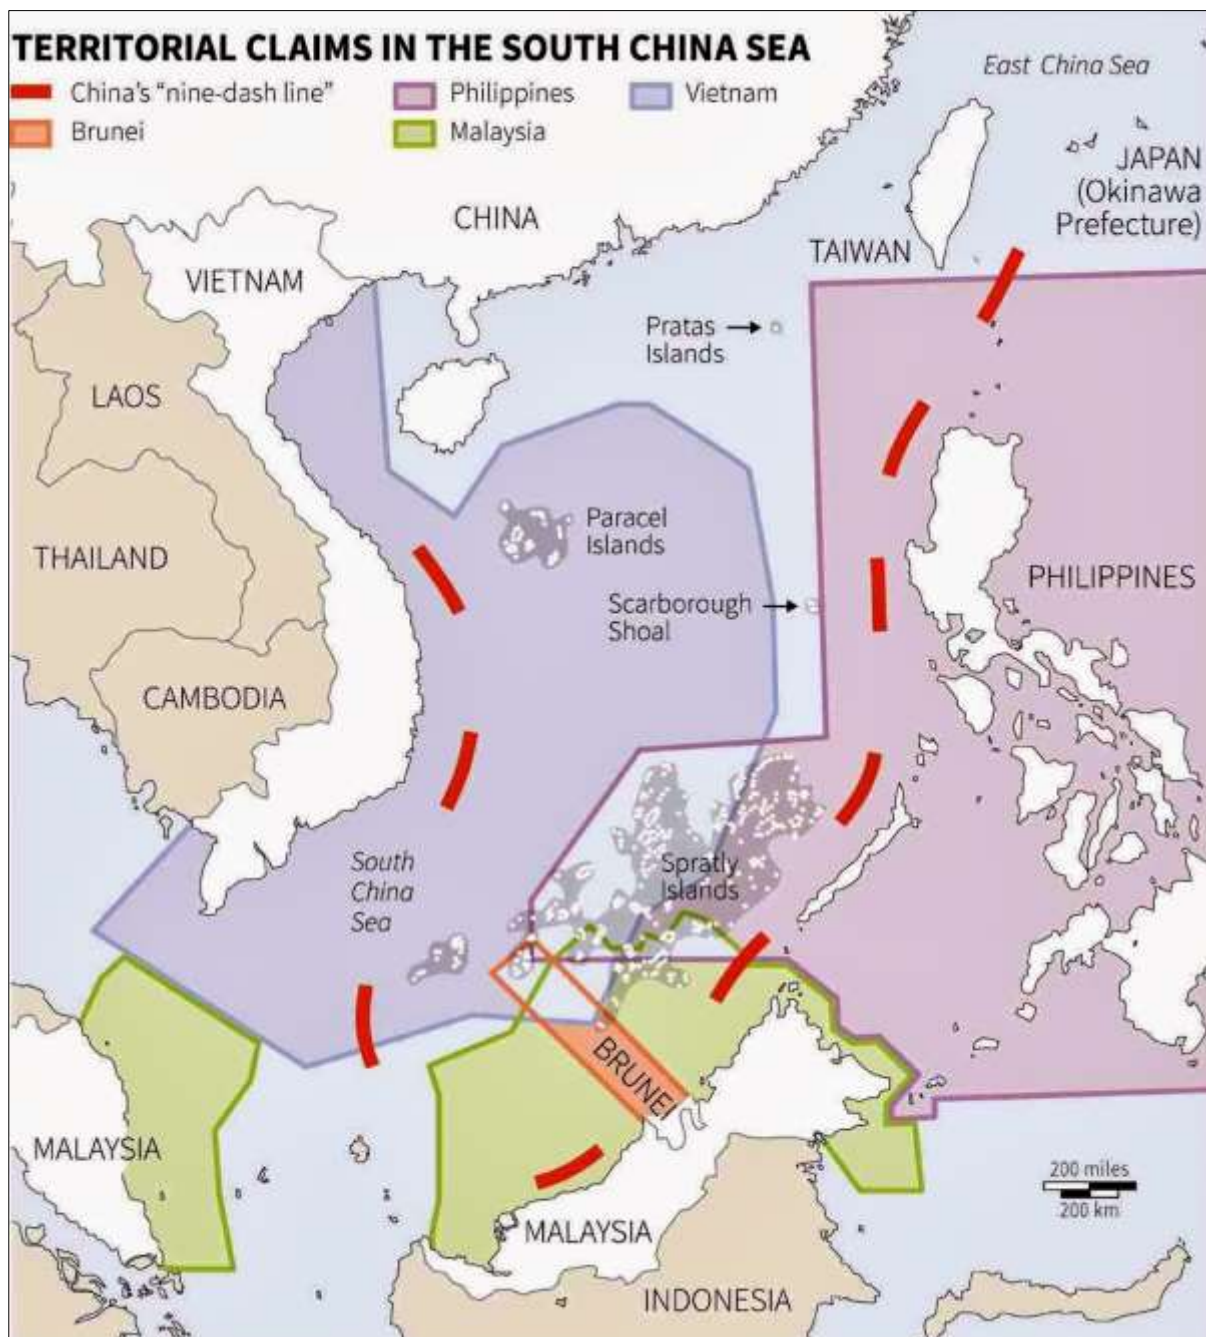 TERRITORIAL CLAIMS IN THE SOUTH CHINA SEA
China's "nine-dash line"
Philippines
Vietnam
Brunei
Malaysia
East China Sea
JAPAN
(Okinawa
Prefecture)
CHINA
TAIWAN
VIETNAM
Pratas
Islands
LAOS
Paracel
Islands
THAILAND
PHILIPPINES
Scarborough
Shoal
CAMBODIA
South
China
Sea
Spratly
Islands
BRUNEI
MALAYSIA
200 miles
200 km
MALAYSIA
INDONESIA